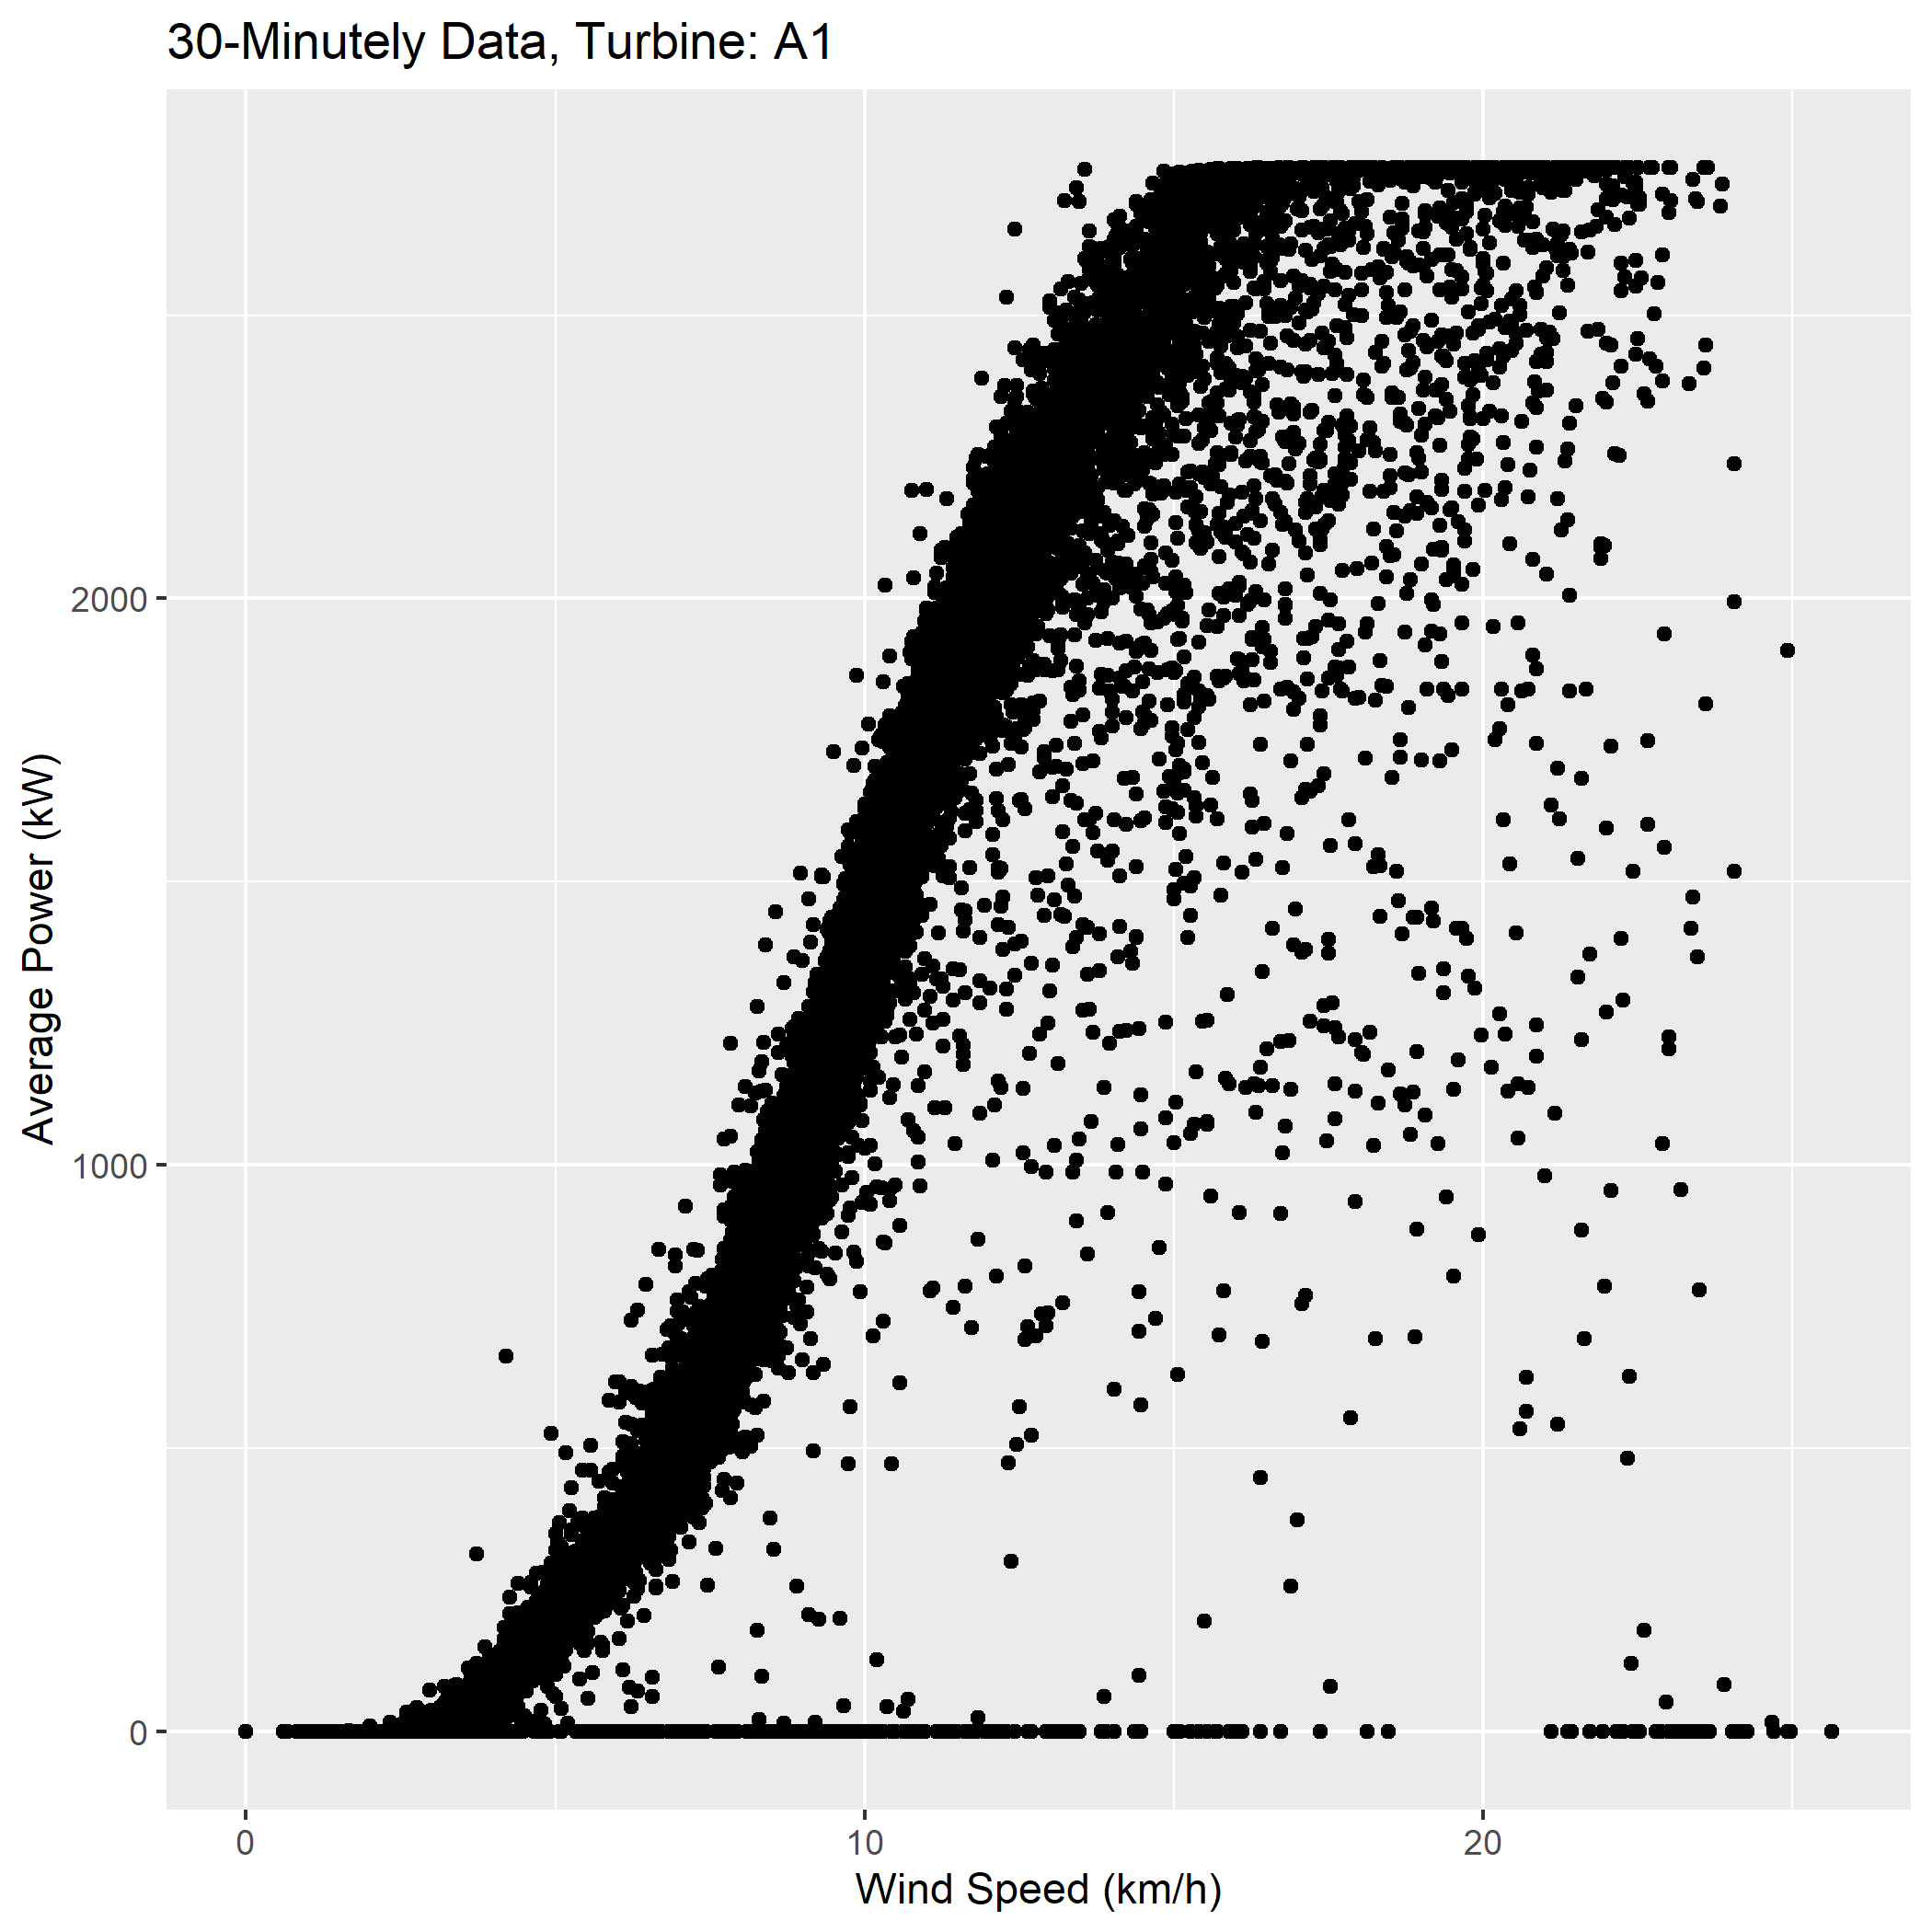 30-Minutely Data, Turbine: A1
Average Power (kW)
2000
1000
0
0 10 20
Wind Speed (km/h)